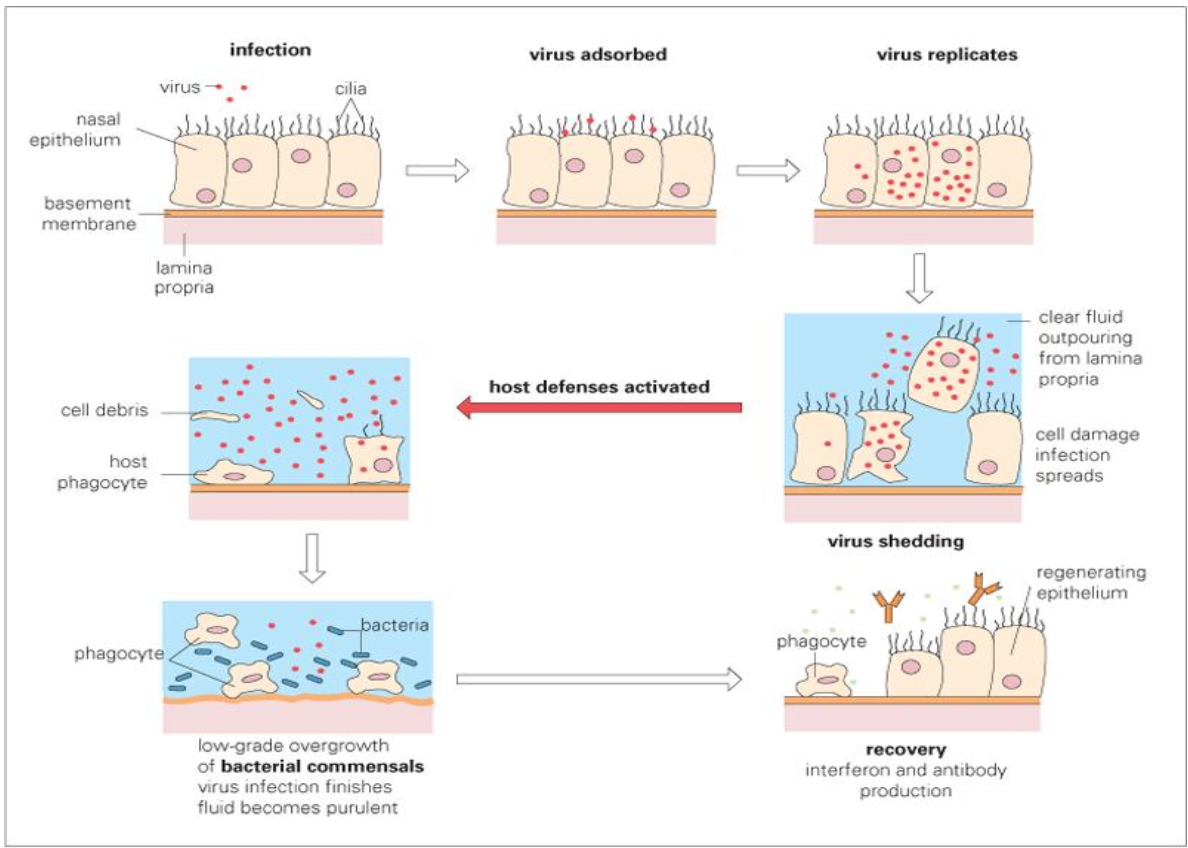 infection
virus
cilia
nasal
epithelium
basement
membrane
lamina
propria
virus adsorbed
virus replicates
clear fluid
outpouring
from lamina
propria
cell damage
infection
spreads
virus shedding
host defenses activated
cell debris
host
phagocyte
bacteria
phagocyte
low-grade overgrowth
of bacterial commensals
virus infection finishes
fluid becomes purulent
regenerating
epithelium
phagocyte
recovery
interferon and antibody
production